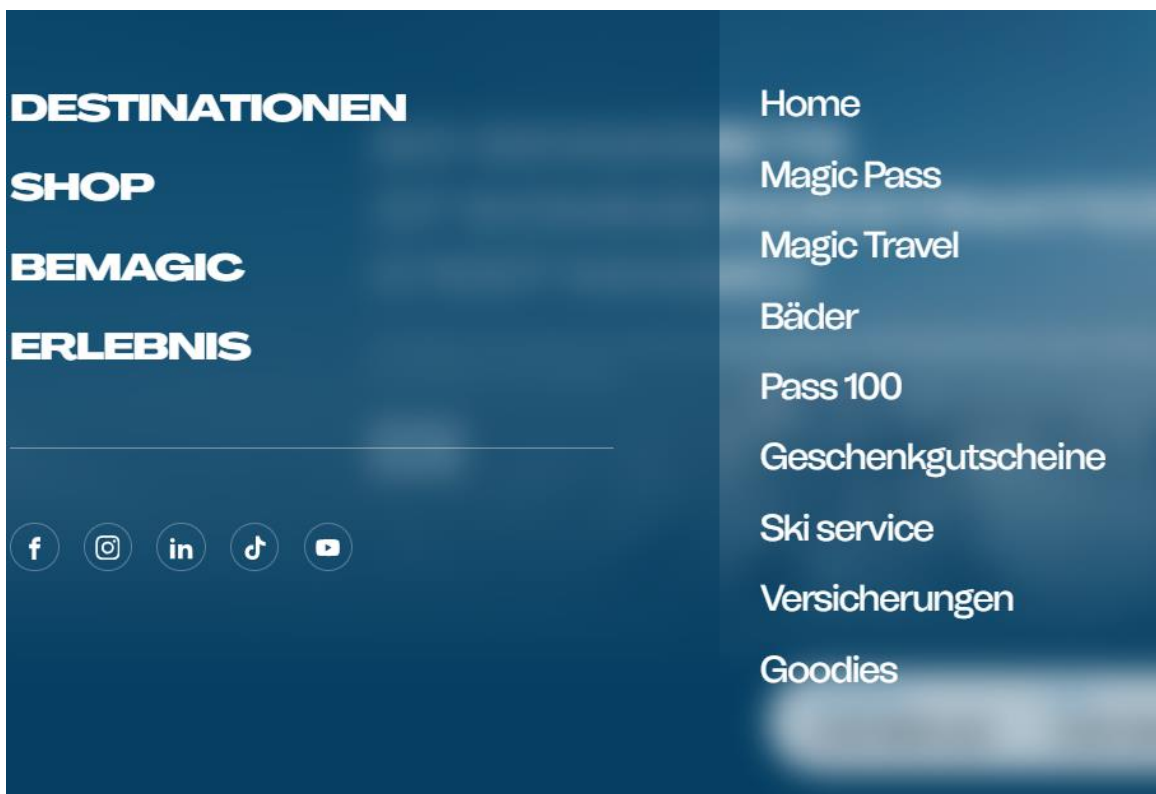 DESTINATIONEN
SHOP
BEMAGIC
ERLEBNIS
Home
Magic Pass
Magic Travel
Bäder
Pass 100
Geschenkgutscheine
Ski service
Versicherungen
Goodies